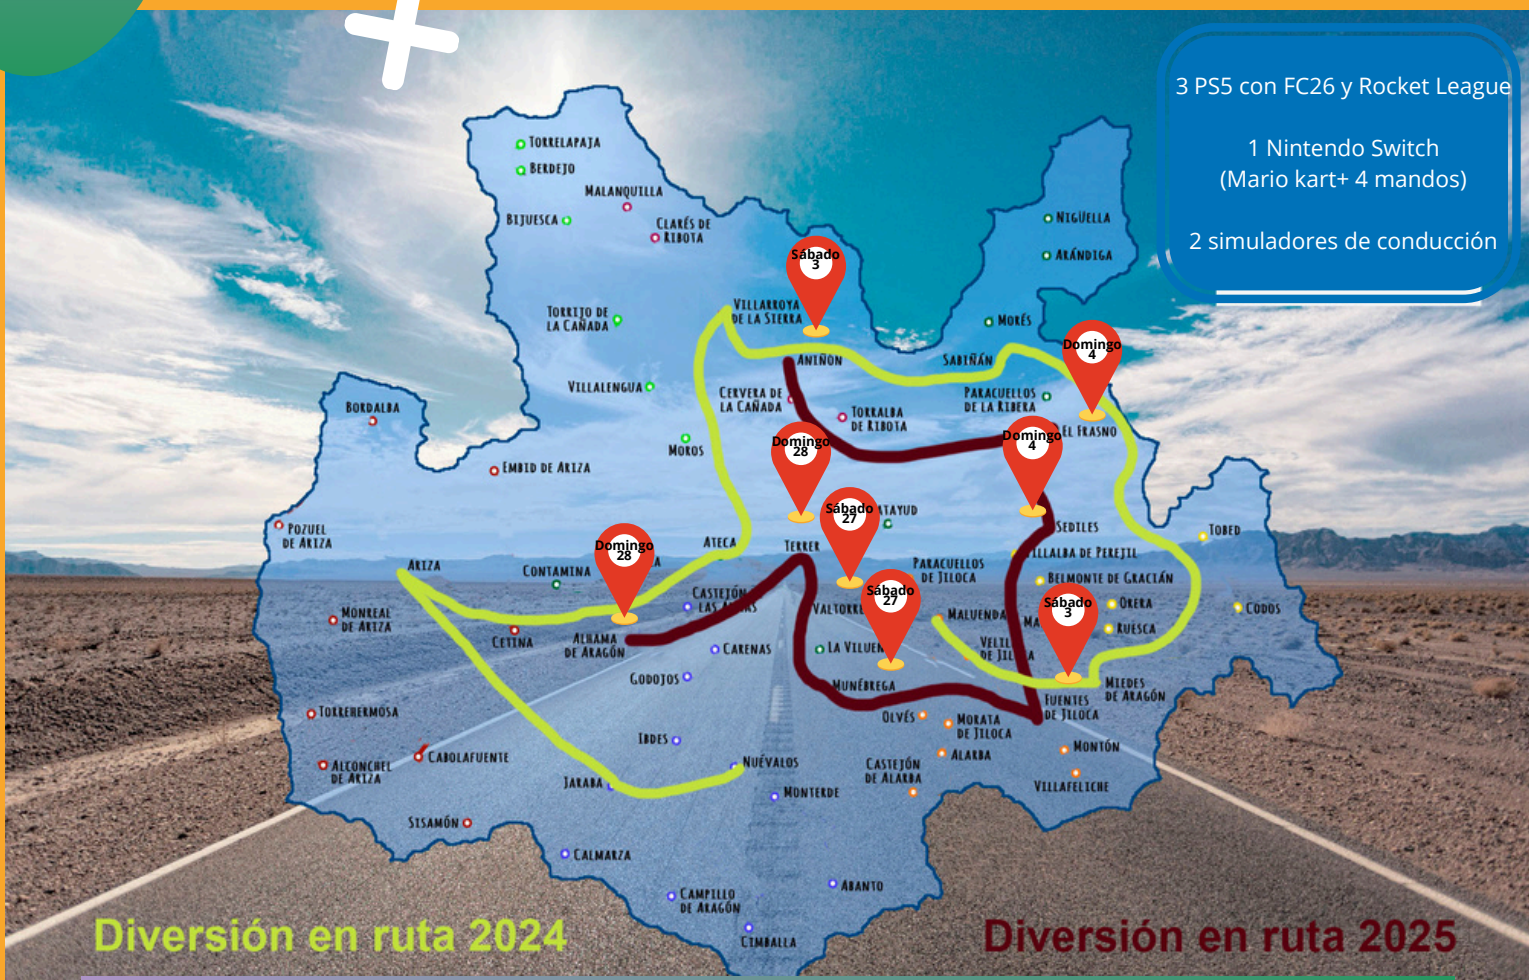 3 PS5 con FC26 y Rocket League
1 Nintendo Switch
(Mario kart+ 4 mandos)
2 simuladores de conducción
TORRELAPAJA
BERDEJO
MALANQUILLA
BIJUESCA
CLARÉS DE
RIBOTA
NIGÜELLA
ARÁNDIGA
Sábado
3
TORRIJO DE
LA CAÑADA
VILLARROYA
DE LA SIERRA
MORÉS
Domingo
4
ANIÑÓN
SABIÑÁN
VILLALENGUA
CERVERA DE
LA CAÑADA
PARACUELLOS
DE LA RIBERA
BORDALBA
TORRALBA
DE RIBOTA
EL FRASNO
MOROS
Domingo
28
Domingo
4
EMBID DE ARIZA
Sábado
27
POZUEL
DE ARIZA
SEDILES
TOBED
ATECA
TERRER
Domingo
28
VILLALBA DE PEREJIL
ARIZA
CONTAMINA
PARACUELLOS
DE JILOCA
BELMONTE DE GRACIÁN
CASTEJÓN
Sábado
27
Sábado
3
ORERA
CODOS
MONREAL
DE ARIZA
MALUENDA
RUESCA
CETINA
ALHAMA
DE ARAGÓN
CARENAS
LA VILUEÑA
GODOJOS
MUNÉBREGA
MIEDES
DE ARAGÓN
FUENTES
DE JILOCA
TORREHERMOSA
OLVÉS
MORATA
DE JILOCA
IBDES
MONTÓN
CABOLAFUENTE
ALARBA
ALCONCHEL
DE ARIZA
NUÉVALOS
CASTEJÓN
DE ALARBA
JARABA
MONTERDE
VILLAFELICHE
SISAMÓN
CALMARZA
ABANTO
CAMPILLO
DE ARAGÓN
CIMBALLA
Diversión en ruta 2024
Diversión en ruta 2025